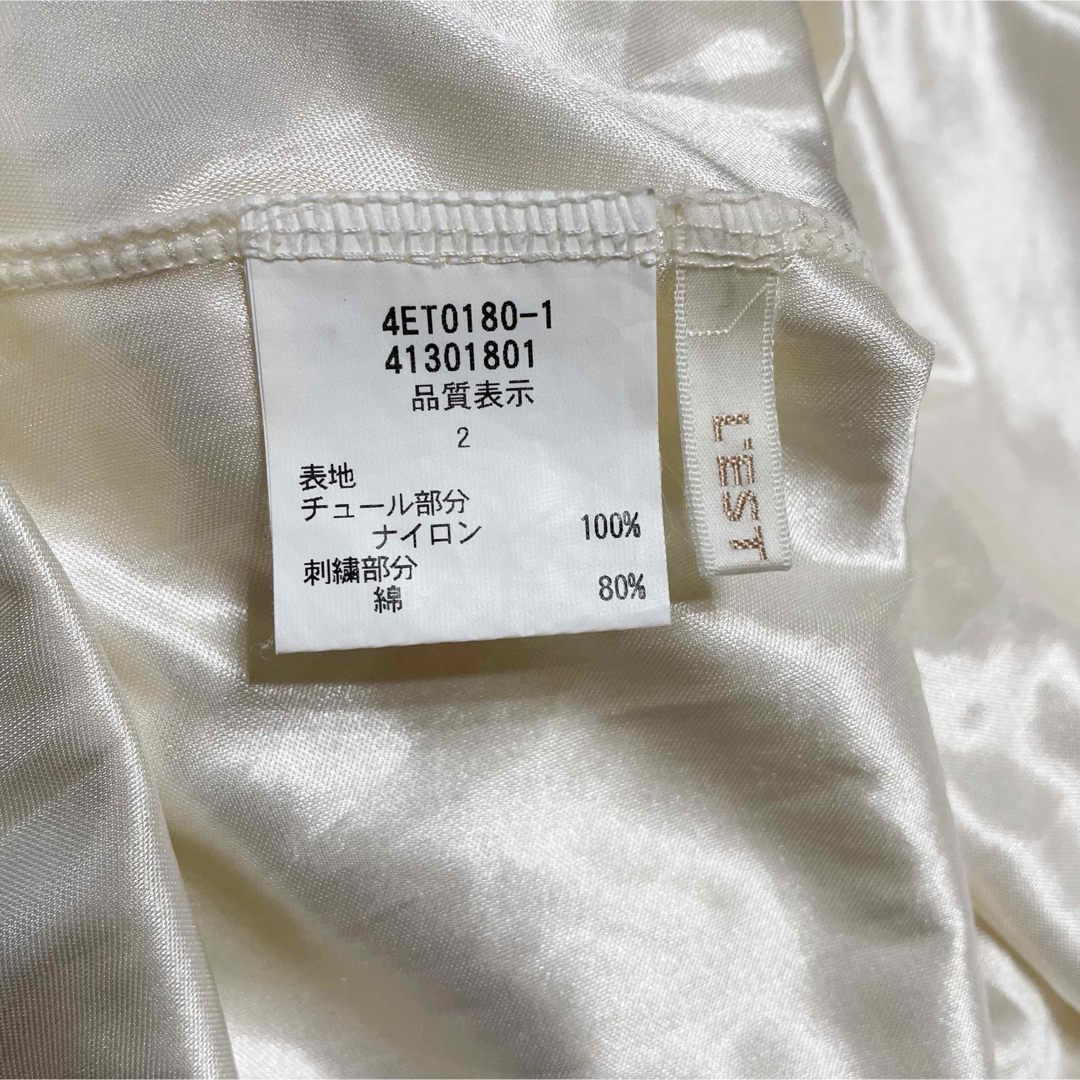 4ET0180-1
41301801
品質表示
2
表地
チュール部分
ナイロン 100%
刺繍部分
綿 80%
L'EST